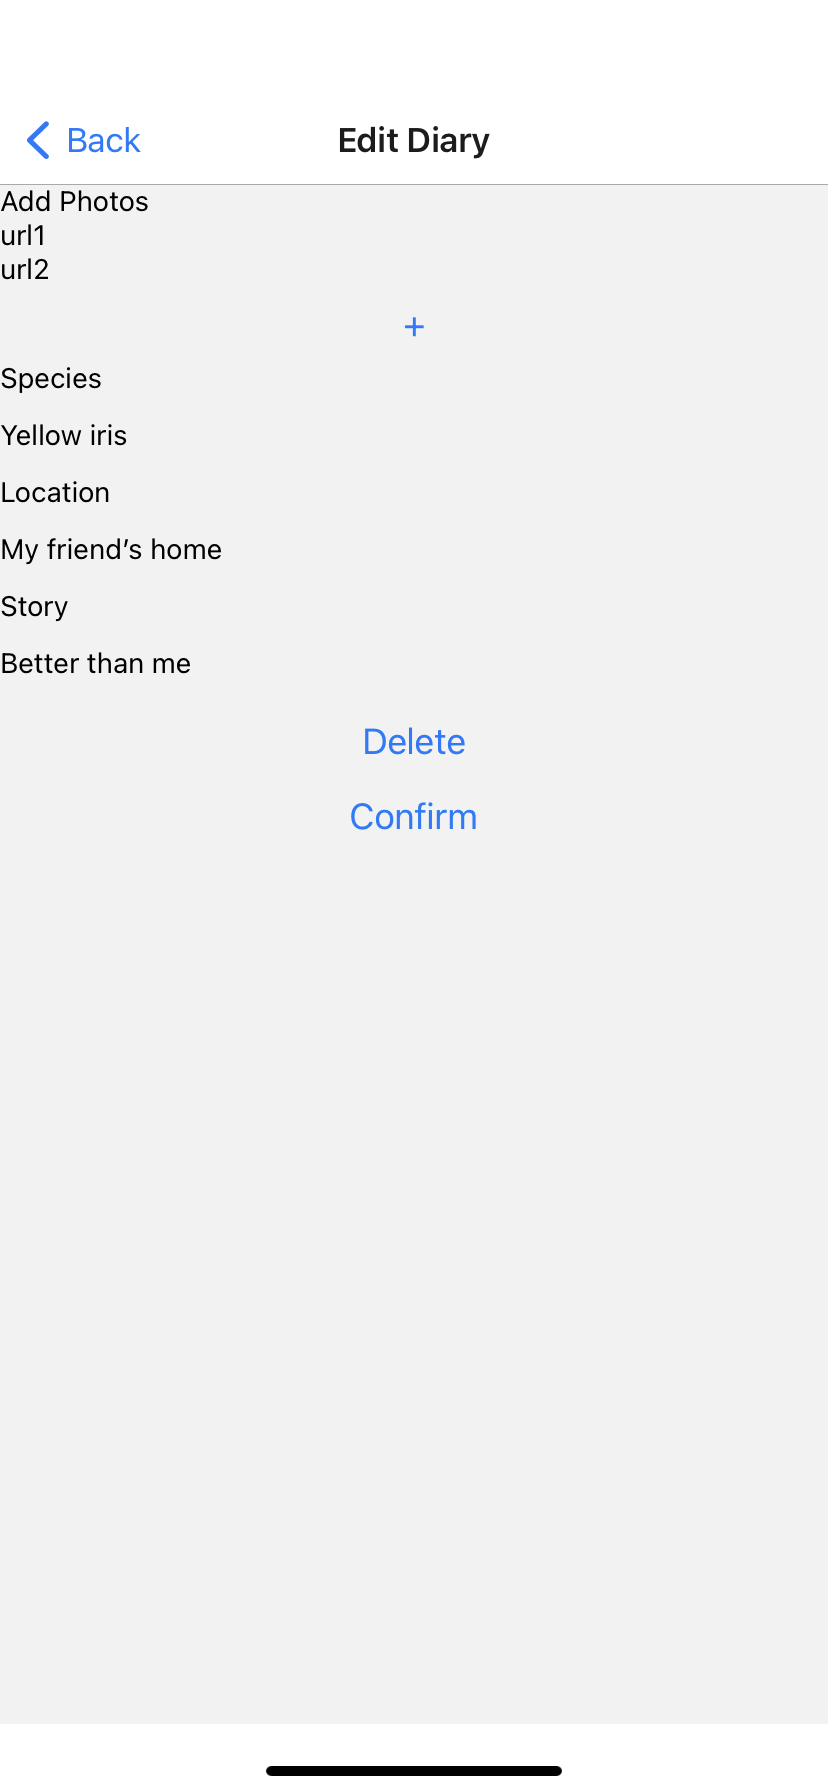 Back
Edit Diary
Add Photos
url1
url2
+
Species
Yellow iris
Location
My friend’s home
Story
Better than me
Delete
Confirm